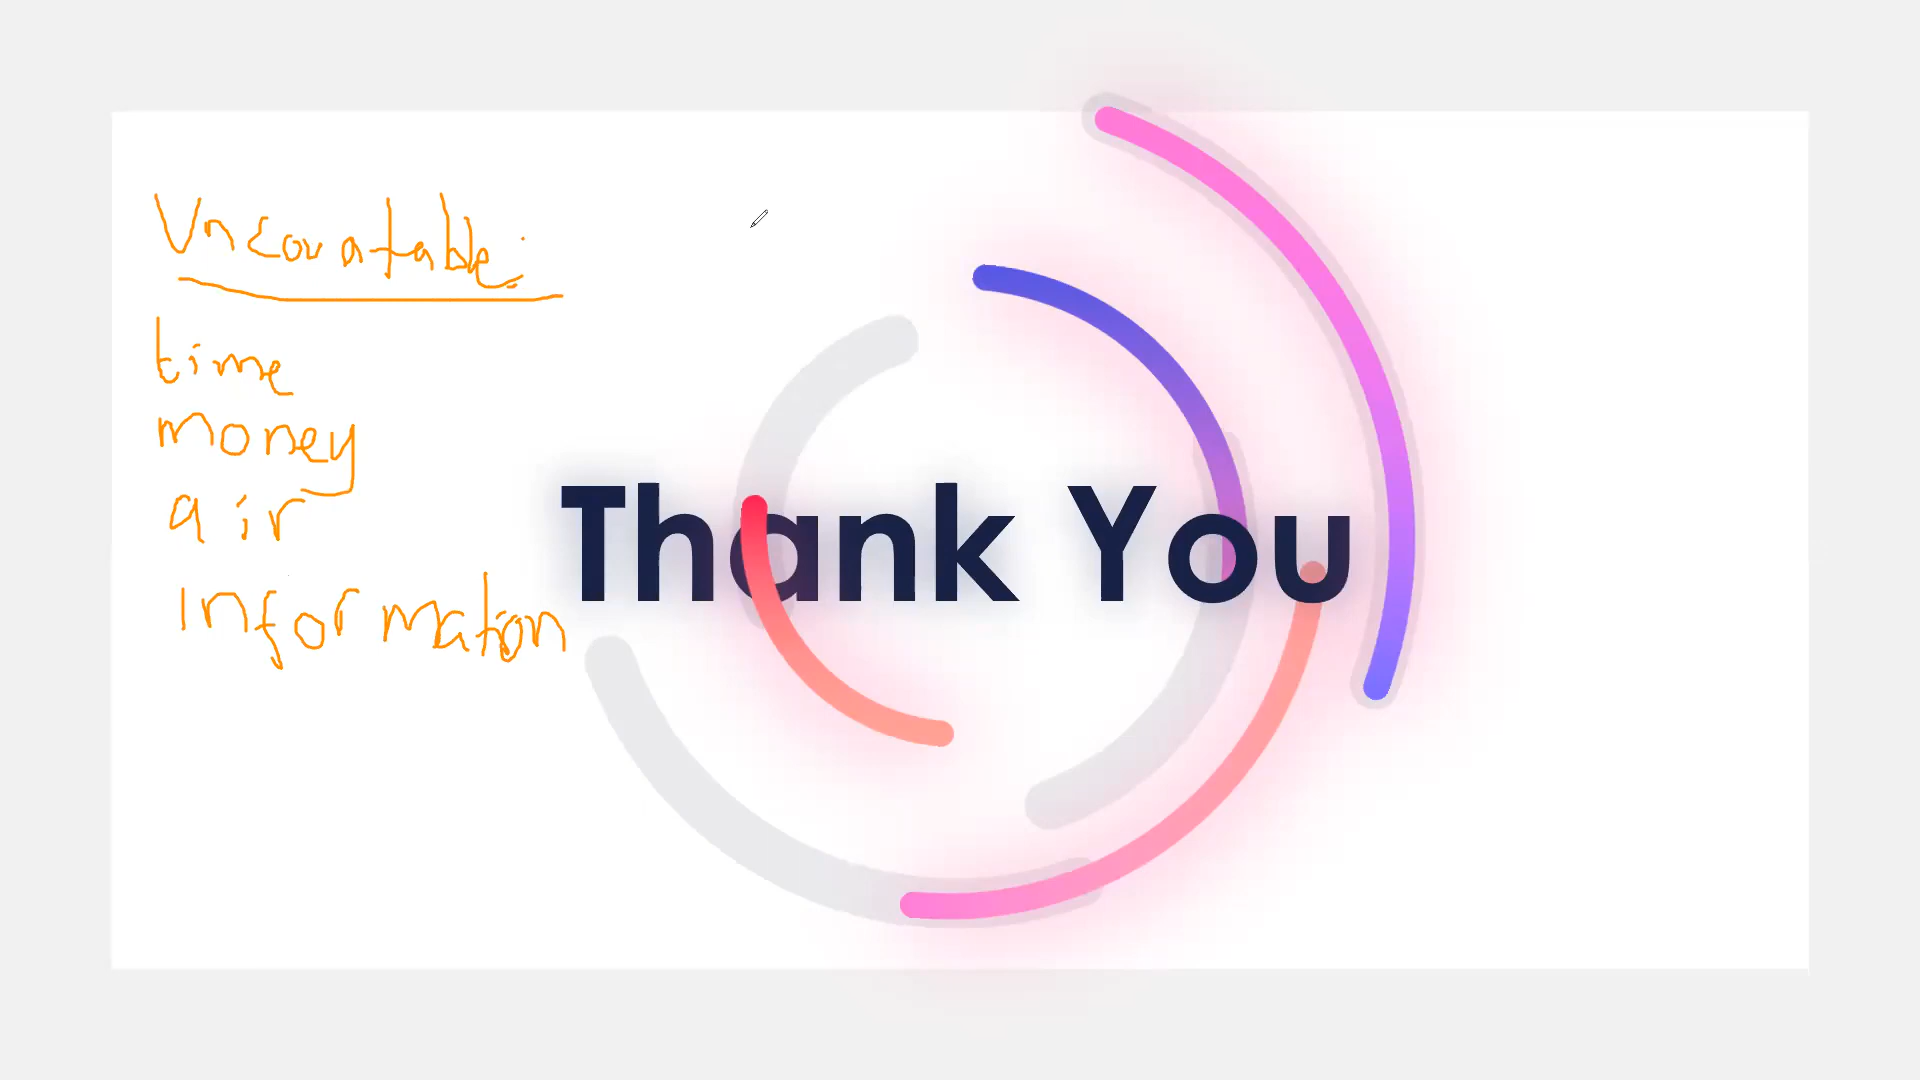 Uncountable:
time
money
air
information
Thank You